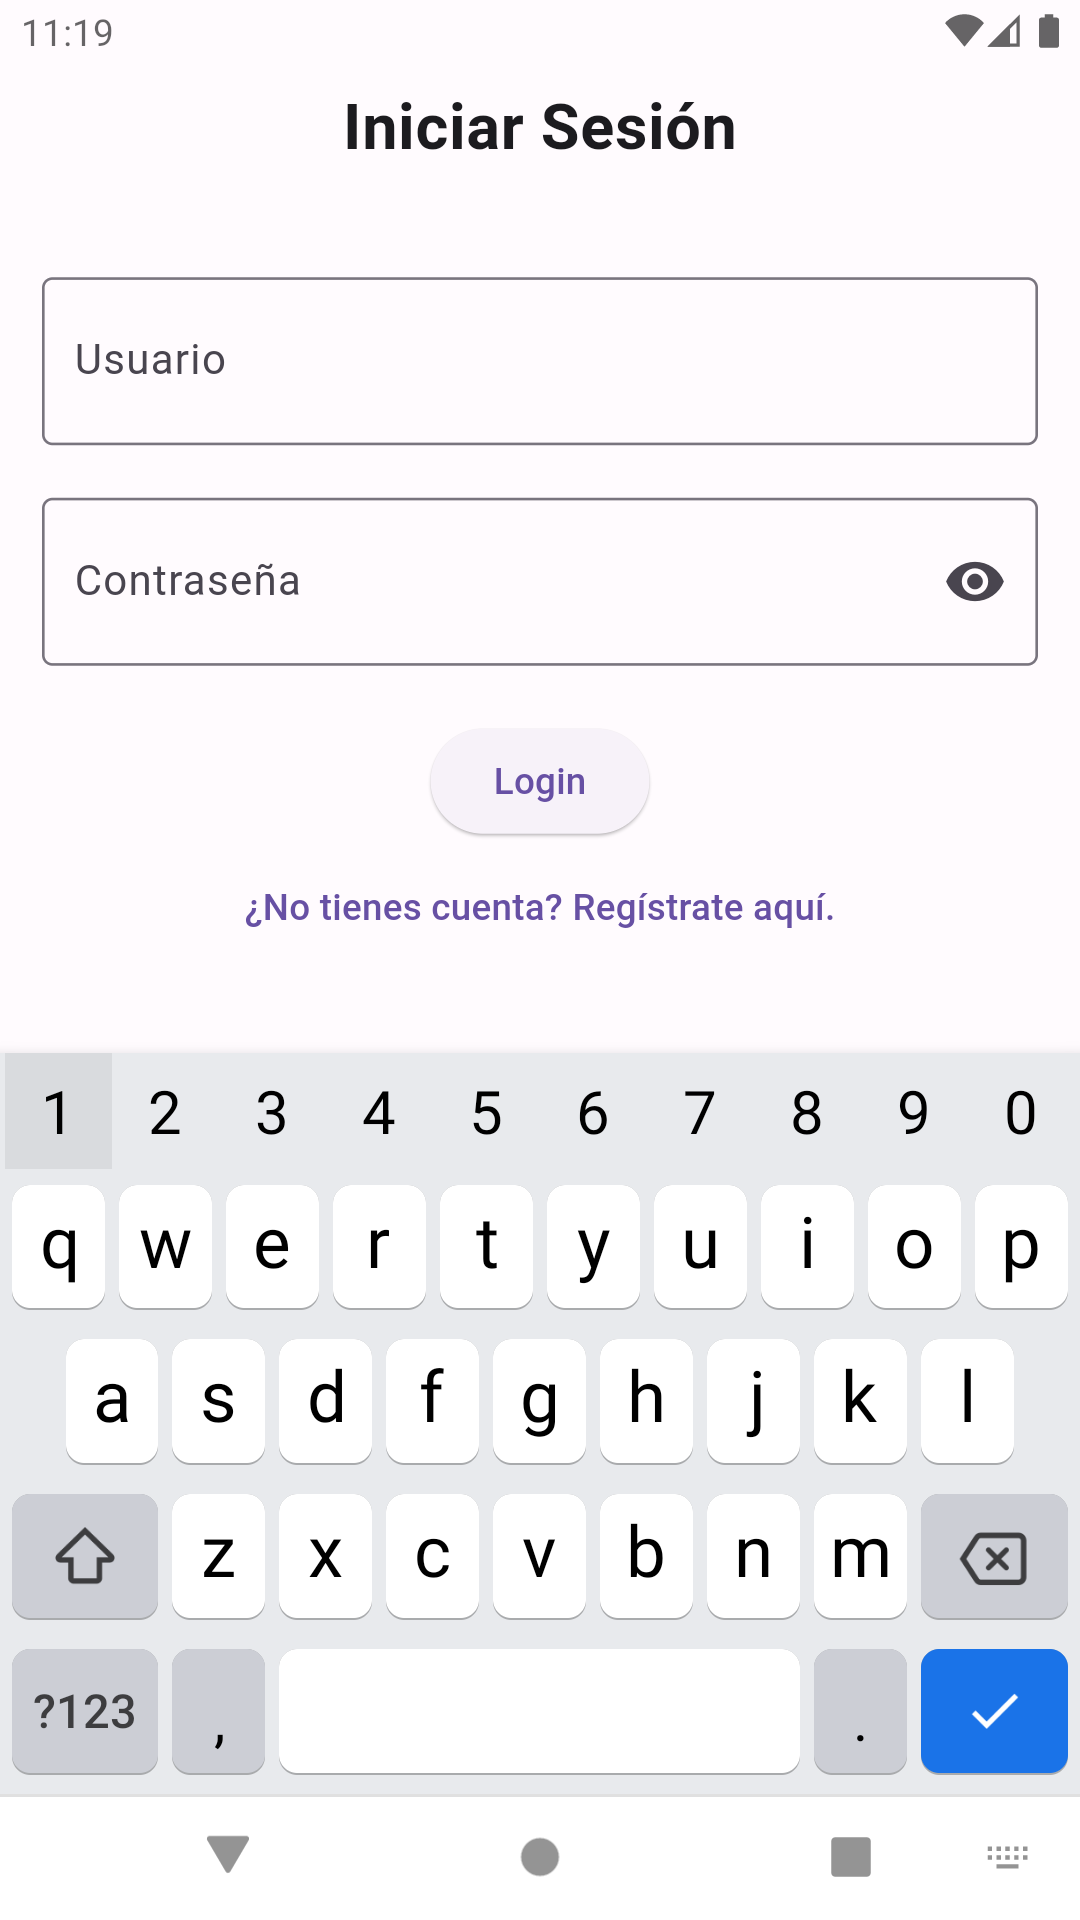 11:19
Iniciar Sesión
Usuario
Contraseña
Login
¿No tienes cuenta? Regístrate aquí.
1 2 3 4 5 6 7 8 9 0
q w e r t y u i o p
a s d f g h j k l
z x c v b n m
?123 , .